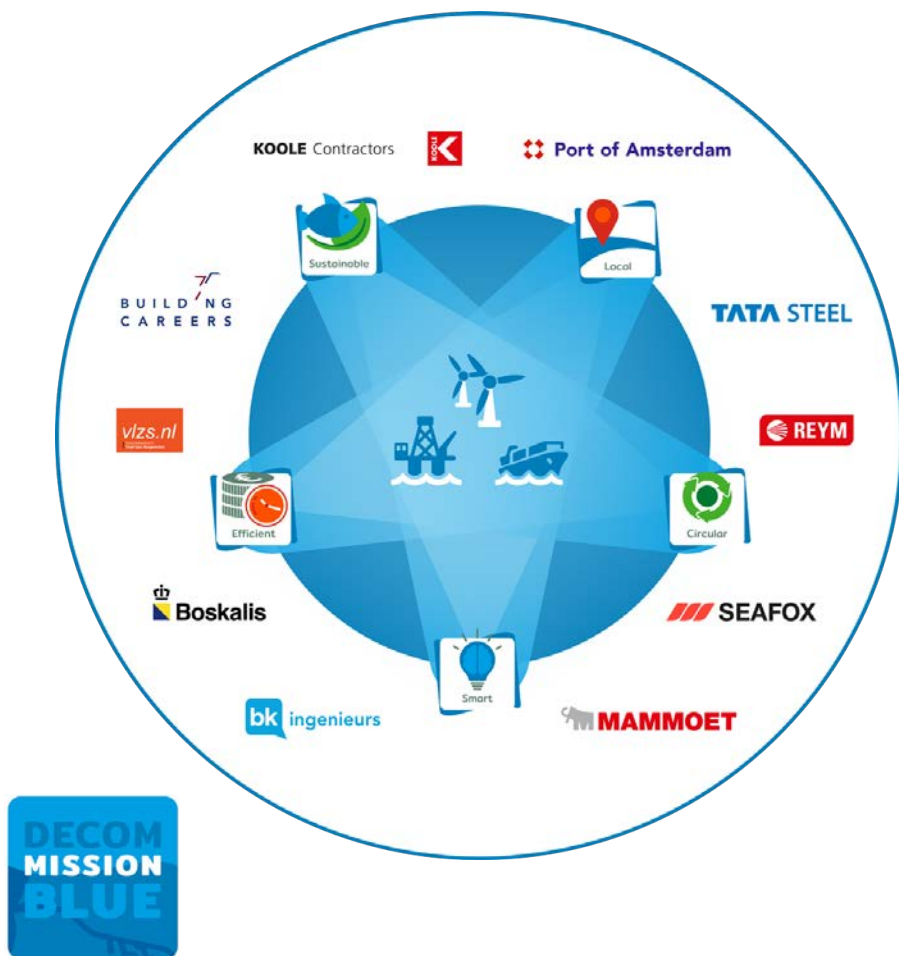 KOOLE Contractors
KOOLE
Port of Amsterdam
Sustainable
Local
BUILDING
CAREERS
TATA STEEL
vlzs.nl
REYM
Efficient
Circular
Boskalis
SEAFOX
Smart
bk ingenieurs
MAMMOET
DECOM
MISSION
BLUE